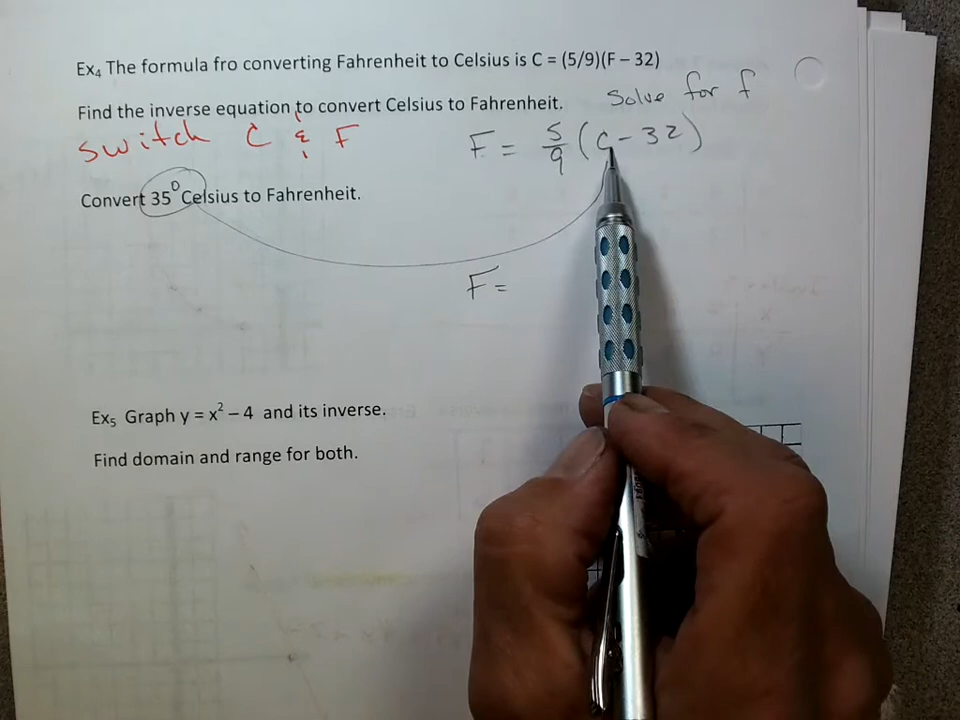 Ex₄ The formula fro converting Fahrenheit to Celsius is C = (5/9)(F – 32)
Find the inverse equation to convert Celsius to Fahrenheit. Solve for f
switch C & F F = 5/9 (C - 32)
Convert 35⁰ Celsius to Fahrenheit.
F =
Ex₅ Graph y = x² – 4 and its inverse.
Find domain and range for both.